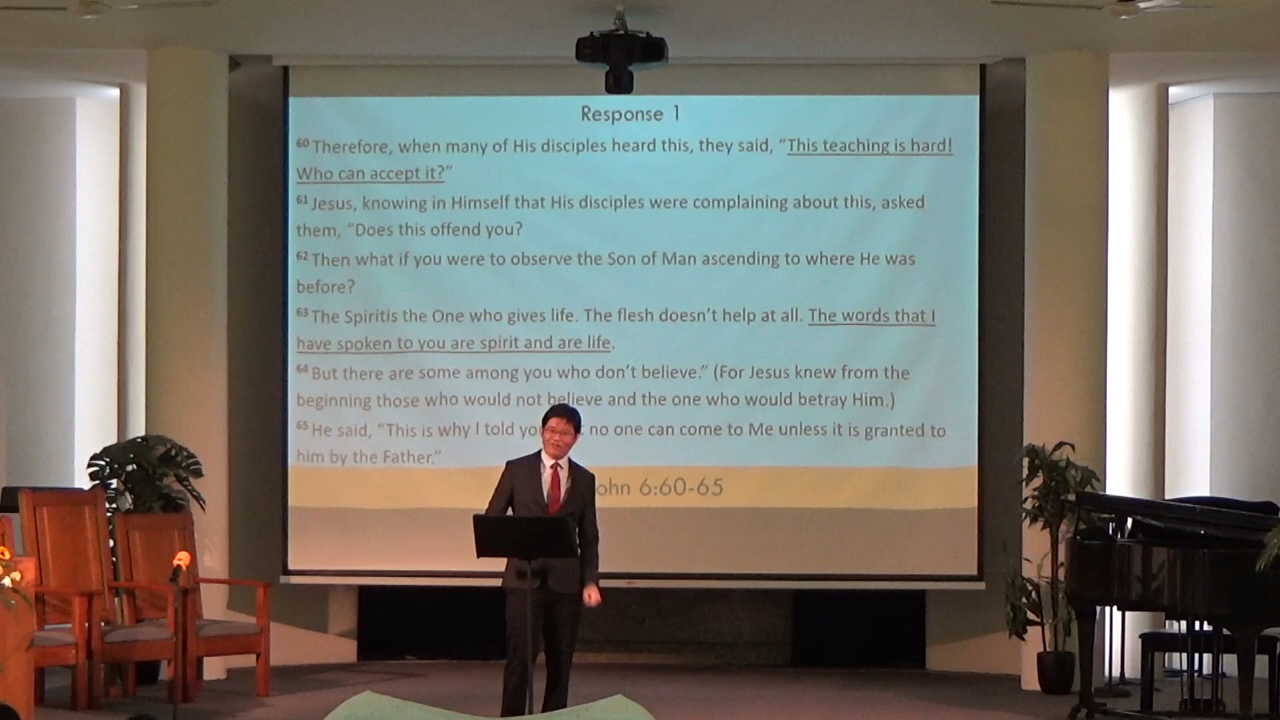 Response 1
60 Therefore, when many of His disciples heard this, they said, “This teaching is hard!
Who can accept it?”
61 Jesus, knowing in Himself that His disciples were complaining about this, asked
them, “Does this offend you?
62 Then what if you were to observe the Son of Man ascending to where He was
before?
63 The Spiritis the One who gives life. The flesh doesn’t help at all. The words that I
have spoken to you are spirit and are life.
64 But there are some among you who don’t believe.” (For Jesus knew from the
beginning those who would not believe and the one who would betray Him.)
65 He said, “This is why I told no one can come to Me unless it is granted to
him by the Father.”
ohn 6:60-65